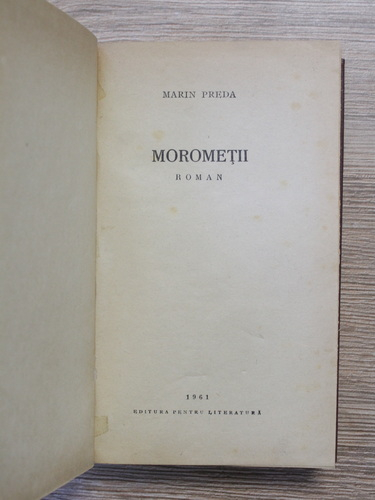 MARIN PREDA
MOROMEȚII
ROMAN
1961
EDITURA PENTRU LITERATURĂ